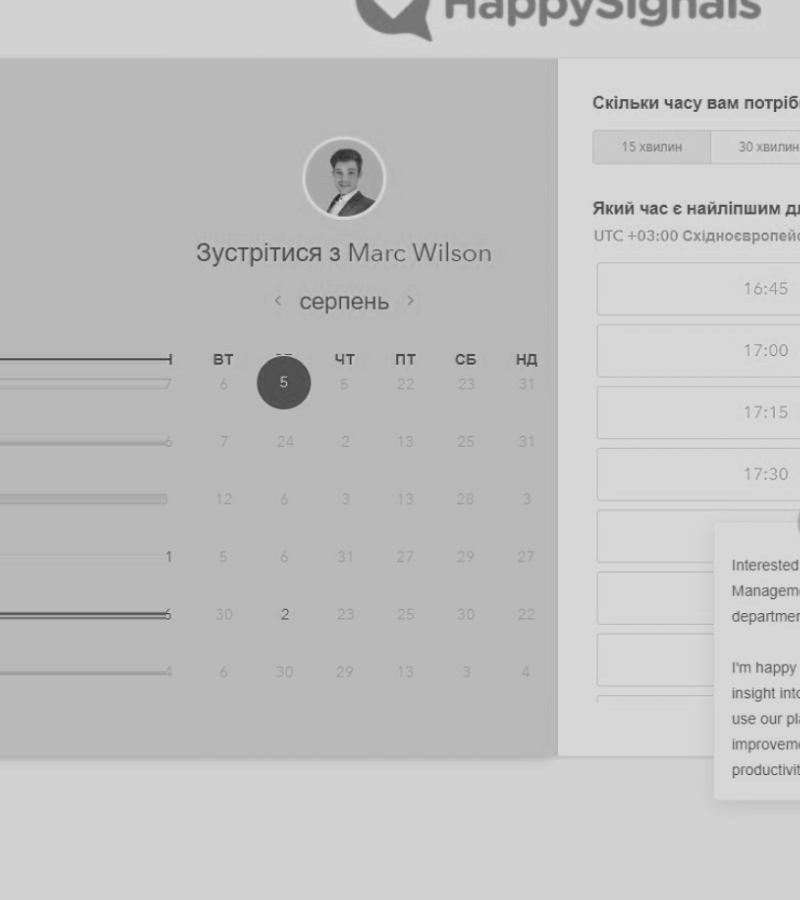 HappySignals
Зустрітися з Marc Wilson
серпень
ВТ ЧТ ПТ СБ НД
7 6 5 5 22 23 31
6 7 24 2 13 25 31
12 6 3 13 28 3
1 5 6 31 27 29 27
6 30 2 23 25 30 22
4 6 30 29 13 3 4
Скільки часу вам потріб
15 хвилин 30 хвилин
Який час є найліпшим дл
UTC +03:00 Східноєвропейс
16:45
17:00
17:15
17:30
Interested
Manageme
departmen
I'm happy
insight into
use our pla
improveme
productivit